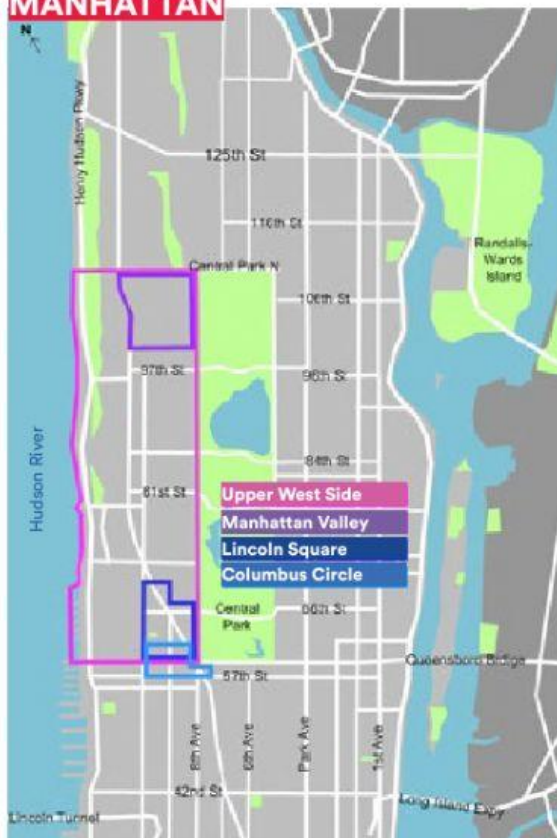 MANHATTAN
N
Henry Hudson Pkwy
125th St
116th St
Randalls-
Wards
Island
Central Park N
106th St
97th St
96th St
Hudson River
84th St
81st St
Upper West Side
Manhattan Valley
Lincoln Square
Columbus Circle
Central
Park
66th St
Queensboro Bridge
57th St
8th Ave
6th Ave
Park Ave
1st Ave
42nd St
Long Island Expy
Lincoln Tunnel